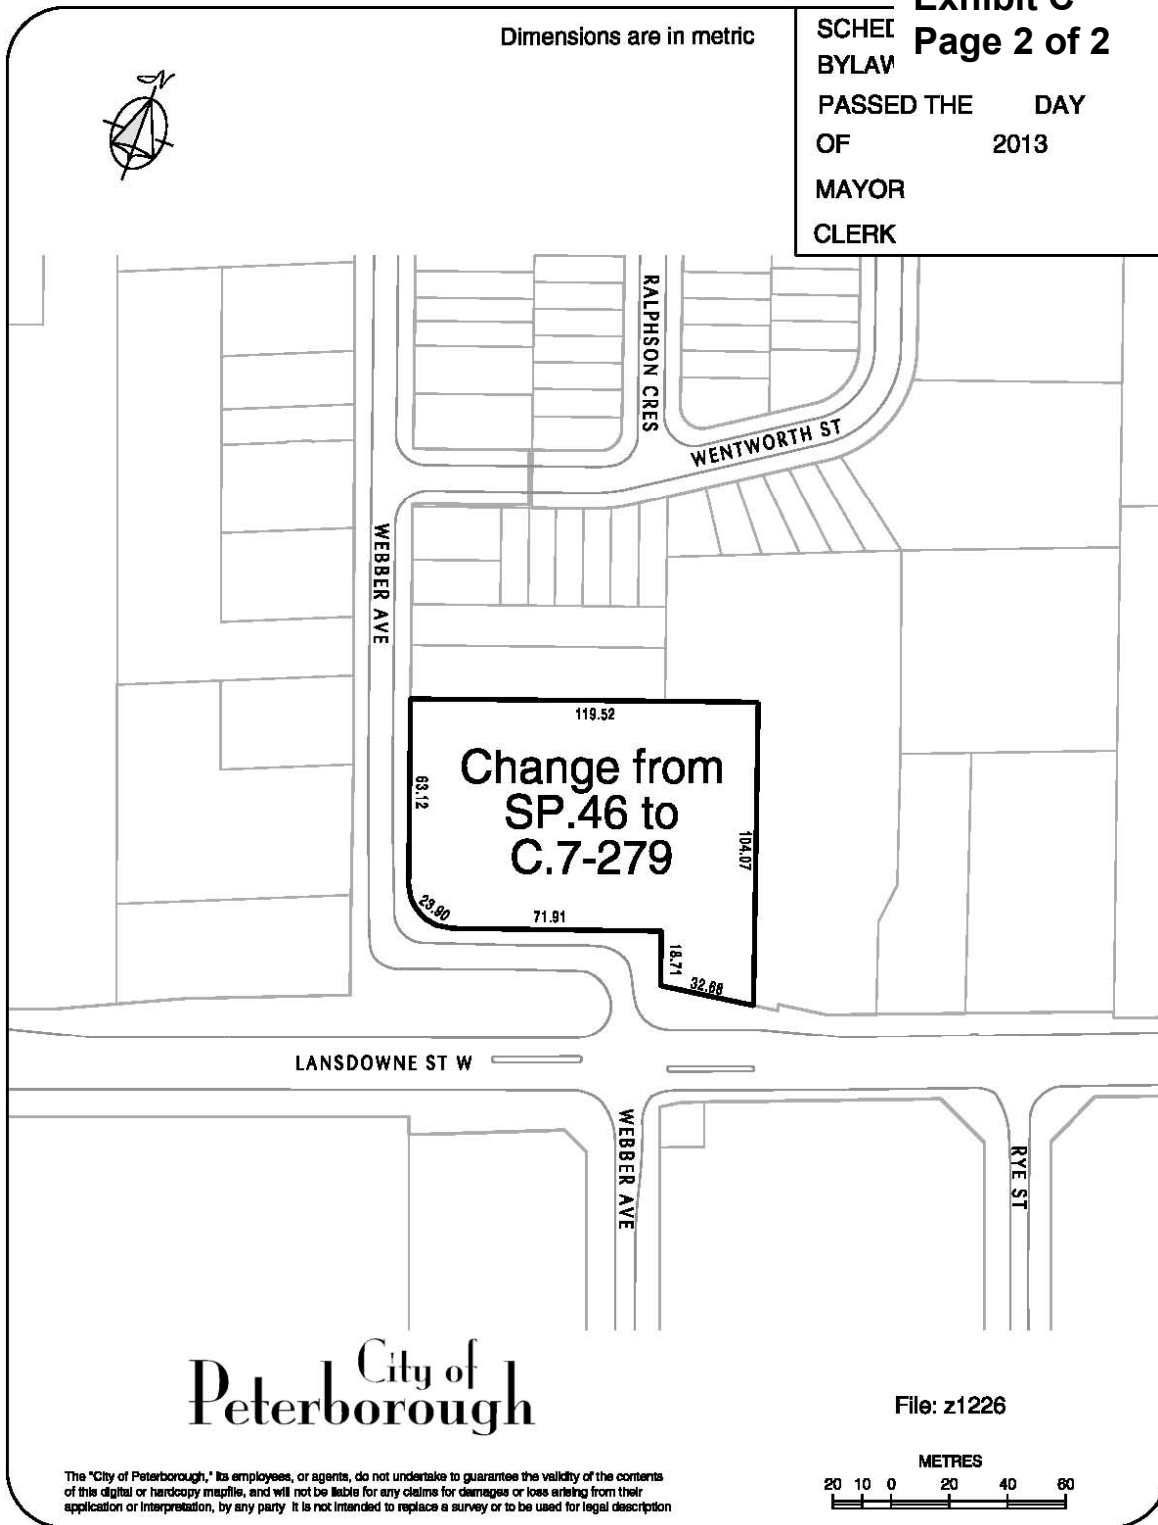 Exhibit C
Page 2 of 2
Dimensions are in metric
SCHED
BYLAW
PASSED THE DAY
OF 2013
MAYOR
CLERK
N
RALPHSON CRES
WENTWORTH ST
WEBBER AVE
119.52
63.12
Change from
SP.46 to
C.7-279
104.07
23.90
71.91
18.71
32.68
LANSDOWNE ST W
WEBBER AVE
RYE ST
City of
Peterborough
File: z1226
METRES
20 10 0 20 40 60
The "City of Peterborough," its employees, or agents, do not undertake to guarantee the validity of the contents
of this digital or hardcopy mapfile, and will not be liable for any claims for damages or loss arising from their
application or interpretation, by any party It is not intended to replace a survey or to be used for legal description